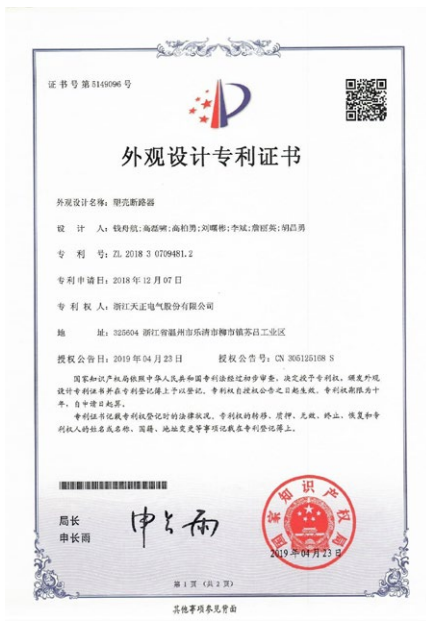 证书号第5149096号
外观设计专利证书
外观设计名称：塑壳断路器
设 计 人：钱舟航;高磊啸;高柏勇;刘曙彬;李斌;詹丽英;胡吕勇
专 利 号：ZL 2018 3 0709481.2
专利申请日：2018年12月07日
专 利 权 人：浙江天正电气股份有限公司
地 址：325604 浙江省温州市乐清市柳市镇苏吕工业区
授权公告日：2019年04月23日 授权公告号：CN 305125168 S
国家知识产权局依照中华人民共和国专利法经过初步审查，决定授予专利权，颁发外观
设计专利证书并在专利登记簿上予以登记。专利权自授权公告之日起生效。专利权期限为十
年，自申请日起算。
专利证书记载专利权登记时的法律状况。专利权的转移、质押、无效、终止、恢复和专
利权人的姓名或名称、国籍、地址变更等事项记载在专利登记簿上。
局长
申长雨
申长雨
国家知识产权局
2019年04月23日
第 1 页 (共 2 页)
其他事项参见背面